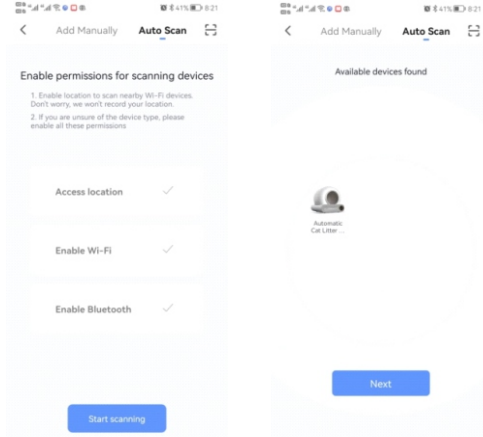 41% 8:21
Add Manually Auto Scan
Enable permissions for scanning devices
1. Enable location to scan nearby Wi-Fi devices.
Don't worry, we won't record your location.
2. If you are unsure of the device type, please
enable all these permissions
Access location
Enable Wi-Fi
Enable Bluetooth
Start scanning
41% 8:21
Add Manually Auto Scan
Available devices found
Automatic
Cat Litter ...
Next